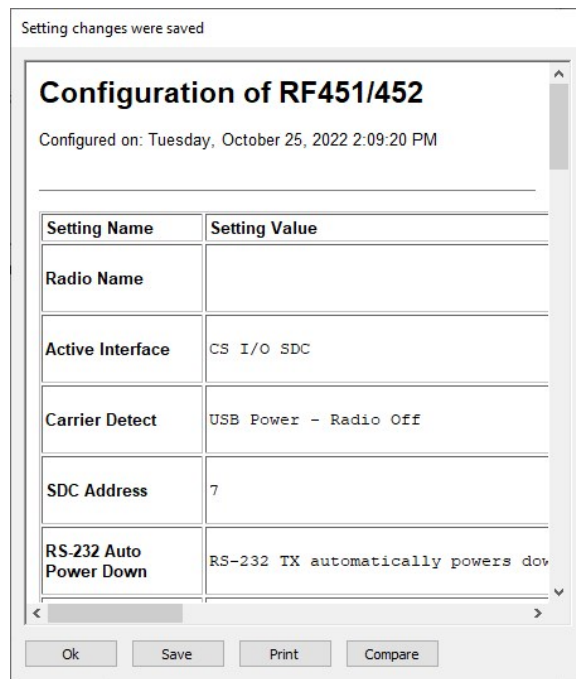 Setting changes were saved
Configuration of RF451/452
Configured on: Tuesday, October 25, 2022 2:09:20 PM
Setting Name Setting Value
Radio Name
Active Interface CS I/O SDC
Carrier Detect USB Power - Radio Off
SDC Address 7
RS-232 Auto
Power Down RS-232 TX automatically powers
Ok Save Print Compare